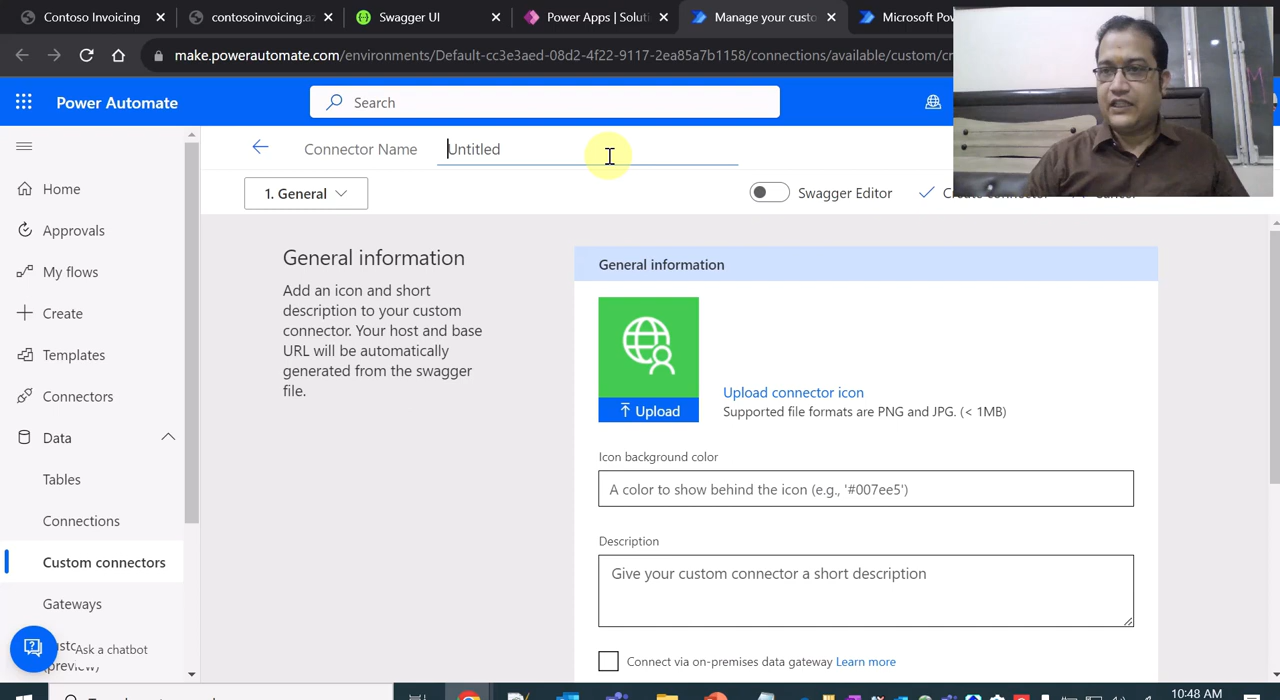 Contoso Invoicing
contosoinvoicing.az
Swagger UI
Power Apps | Soluti
Manage your custo
Microsoft Pow
make.powerautomate.com/environments/Default-cc3e3aed-08d2-4f22-9117-2ea85a7b1158/connections/available/custom/cr
Power Automate
Search
Connector Name
Untitled
1. General
Swagger Editor
Home
Approvals
My flows
Create
Templates
Connectors
Data
Tables
Connections
Custom connectors
Gateways
Ask a chatbot
(preview)
General information
Add an icon and short
description to your custom
connector. Your host and base
URL will be automatically
generated from the swagger
file.
General information
Upload
Upload connector icon
Supported file formats are PNG and JPG. (< 1MB)
Icon background color
A color to show behind the icon (e.g., '#007ee5')
Description
Give your custom connector a short description
Connect via on-premises data gateway Learn more
10:48 AM